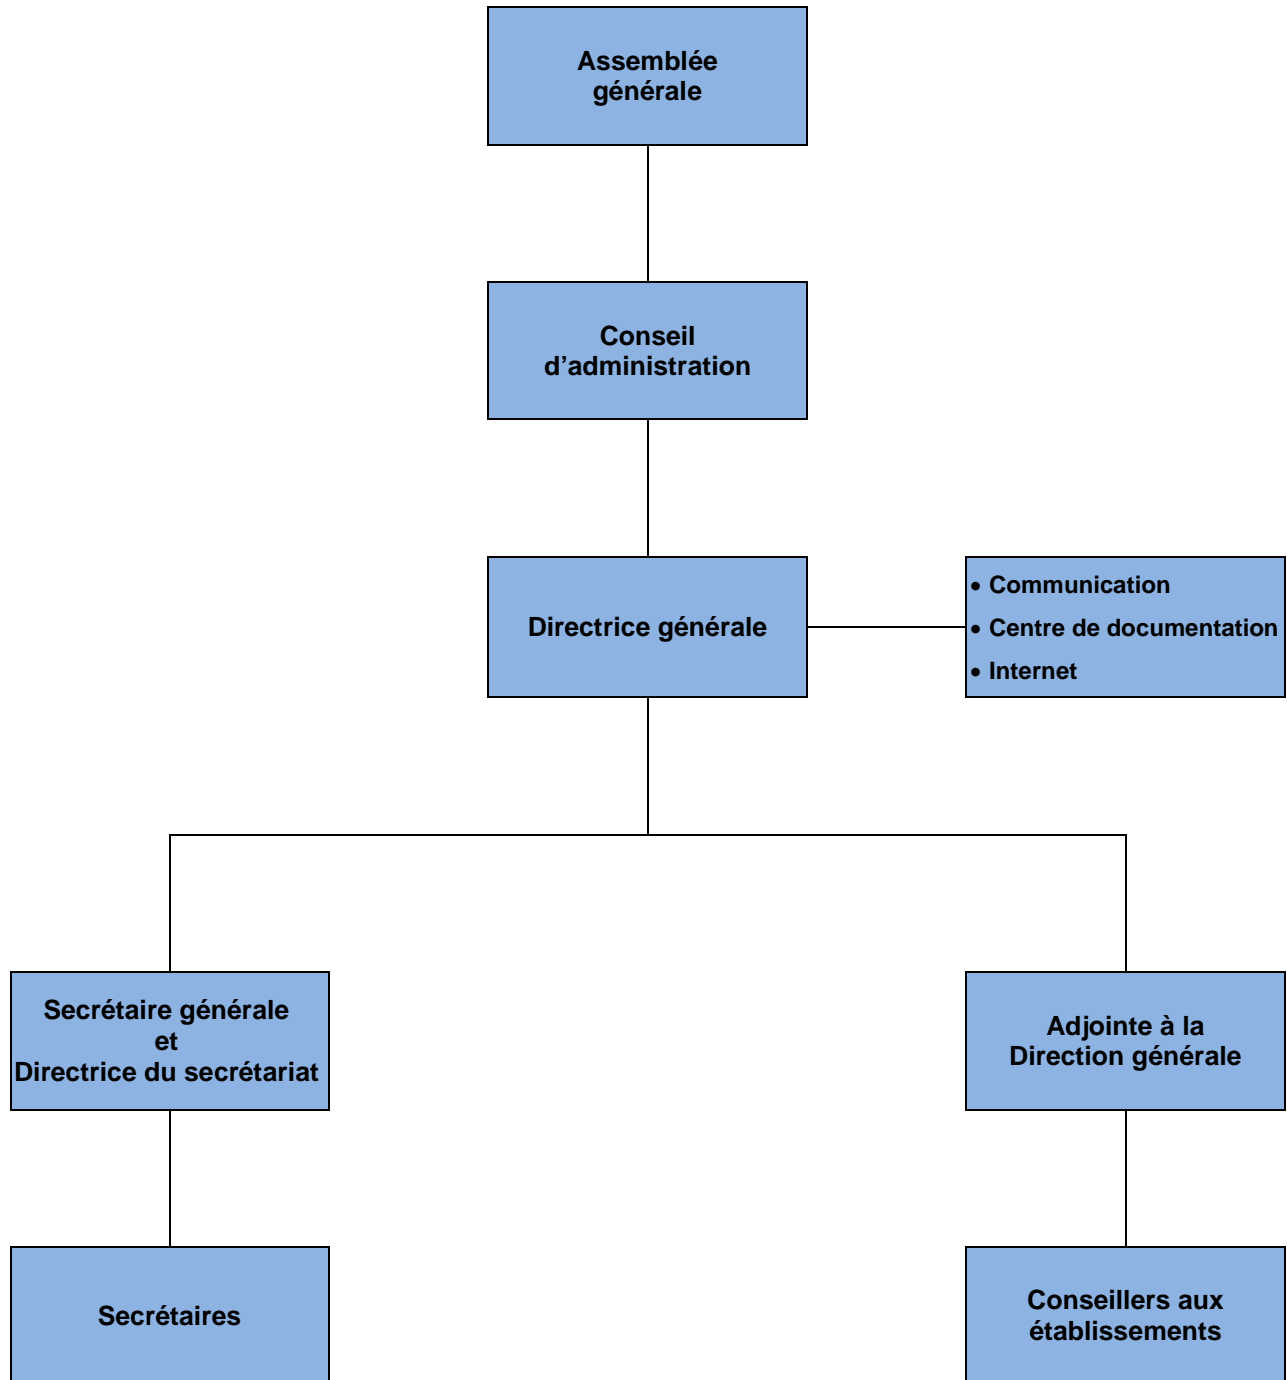 Assemblée
générale
Conseil
d’administration
Directrice générale
• Communication
• Centre de documentation
• Internet
Secrétaire générale
et
Directrice du secrétariat
Adjointe à la
Direction générale
Secrétaires
Conseillers aux
établissements